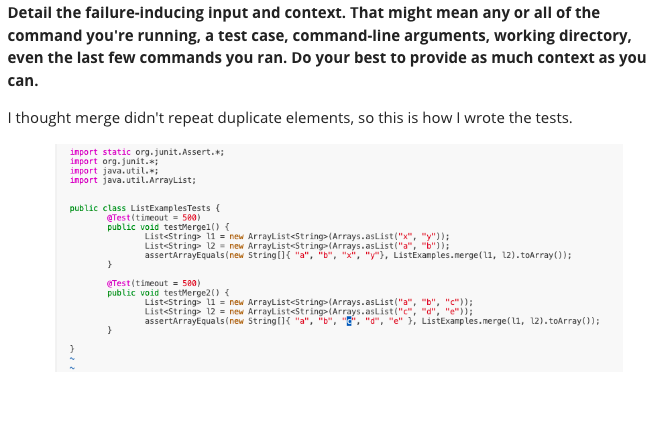 Detail the failure-inducing input and context. That might mean any or all of the
command you're running, a test case, command-line arguments, working directory,
even the last few commands you ran. Do your best to provide as much context as you
can.
I thought merge didn't repeat duplicate elements, so this is how I wrote the tests.
import static org.junit.Assert.*;
import org.junit.*;
import java.util.*;
import java.util.ArrayList;
public class ListExamplesTests {
@Test(timeout = 500)
public void testMerge1() {
List<String> l1 = new ArrayList<String>(Arrays.asList("x", "y"));
List<String> l2 = new ArrayList<String>(Arrays.asList("a", "b"));
assertArrayEquals(new String[]{ "a", "b", "x", "y"}, ListExamples.merge(l1, l2).toArray());
}
@Test(timeout = 500)
public void testMerge2() {
List<String> l1 = new ArrayList<String>(Arrays.asList("a", "b", "c"));
List<String> l2 = new ArrayList<String>(Arrays.asList("c", "d", "e"));
assertArrayEquals(new String[]{ "a", "b", "c", "d", "e" }, ListExamples.merge(l1, l2).toArray());
}
}
~
~